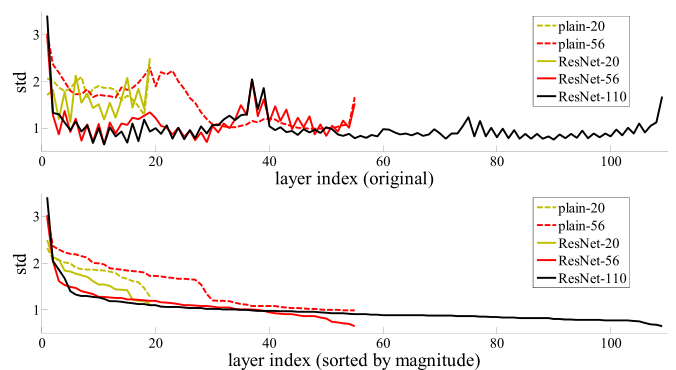 3
2
1
std
plain-20
plain-56
ResNet-20
ResNet-56
ResNet-110
0 20 40 60 80 100
layer index (original)
3
2
1
std
plain-20
plain-56
ResNet-20
ResNet-56
ResNet-110
0 20 40 60 80 100
layer index (sorted by magnitude)